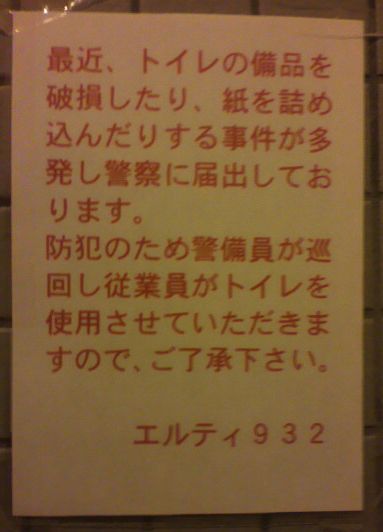 最近、トイレの備品を
破損したり、紙を詰め
込んだりする事件が多
発し警察に届出してお
ります。
防犯のため警備員が巡
回し従業員がトイレを
使用させていただきま
すので、ご了承下さい。
エルティ９３２